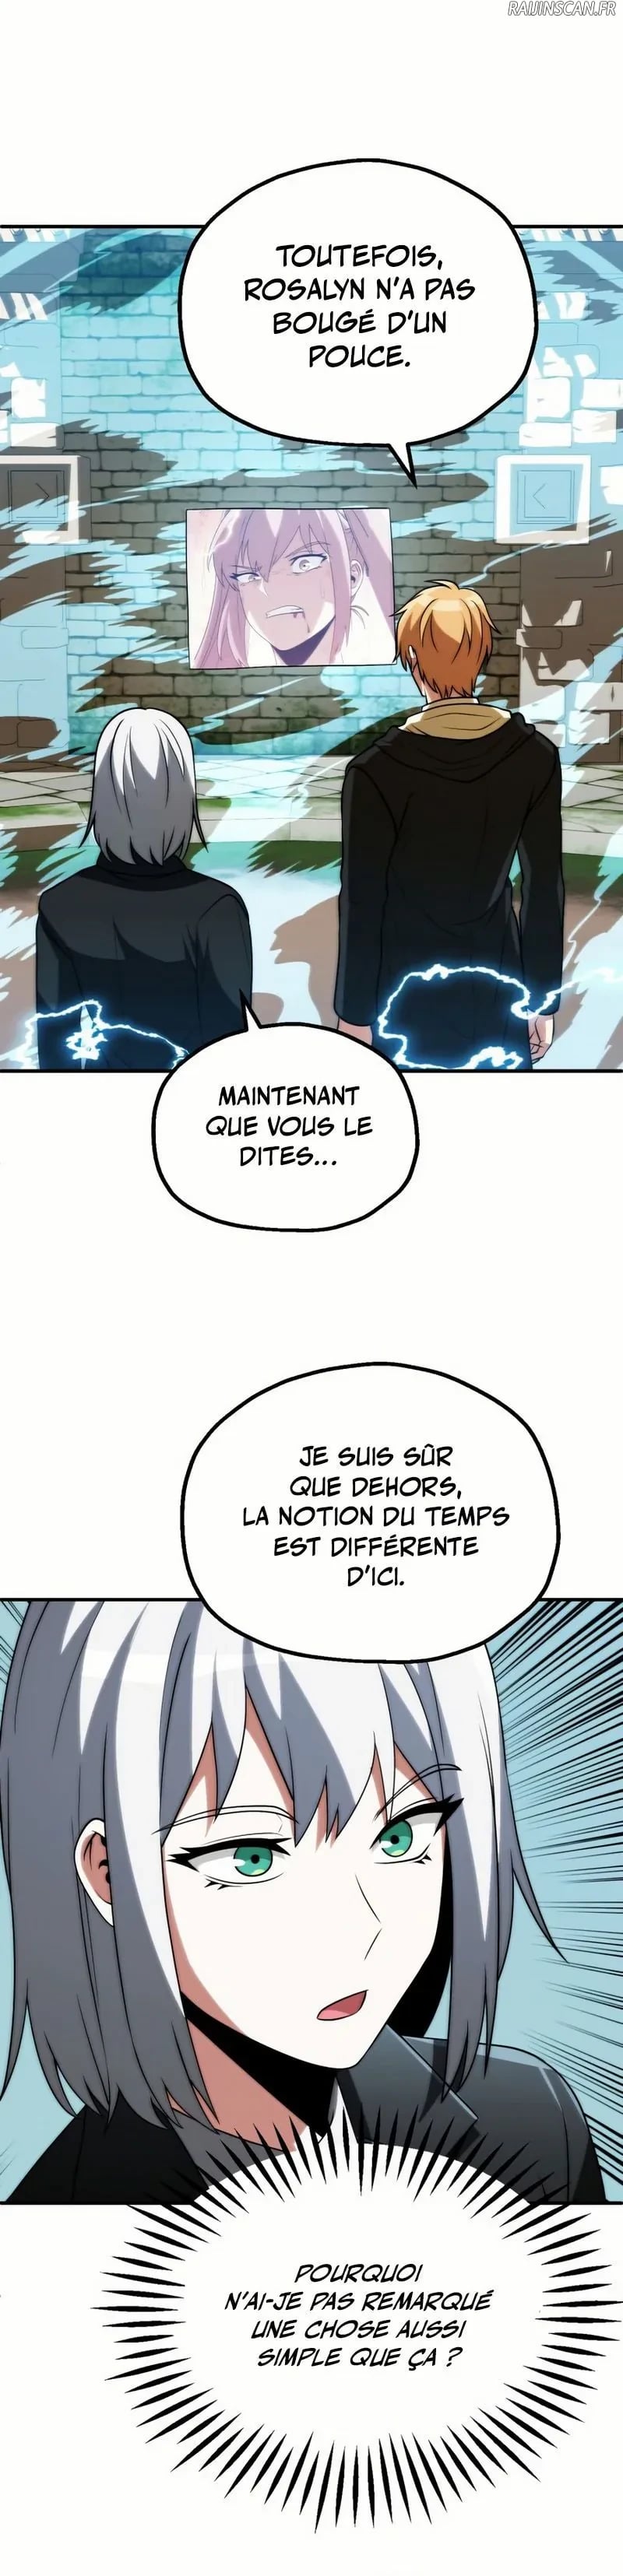 RAIJINSCAN.FR
TOUTEFOIS,
ROSALYN N'A PAS
BOUGÉ D'UN
POUCE.
MAINTENANT
QUE VOUS LE
DITES...
JE SUIS SÛR
QUE DEHORS,
LA NOTION DU TEMPS
EST DIFFÉRENTE
D'ICI.
POURQUOI
N'AI-JE PAS REMARQUÉ
UNE CHOSE AUSSI
SIMPLE QUE ÇA ?